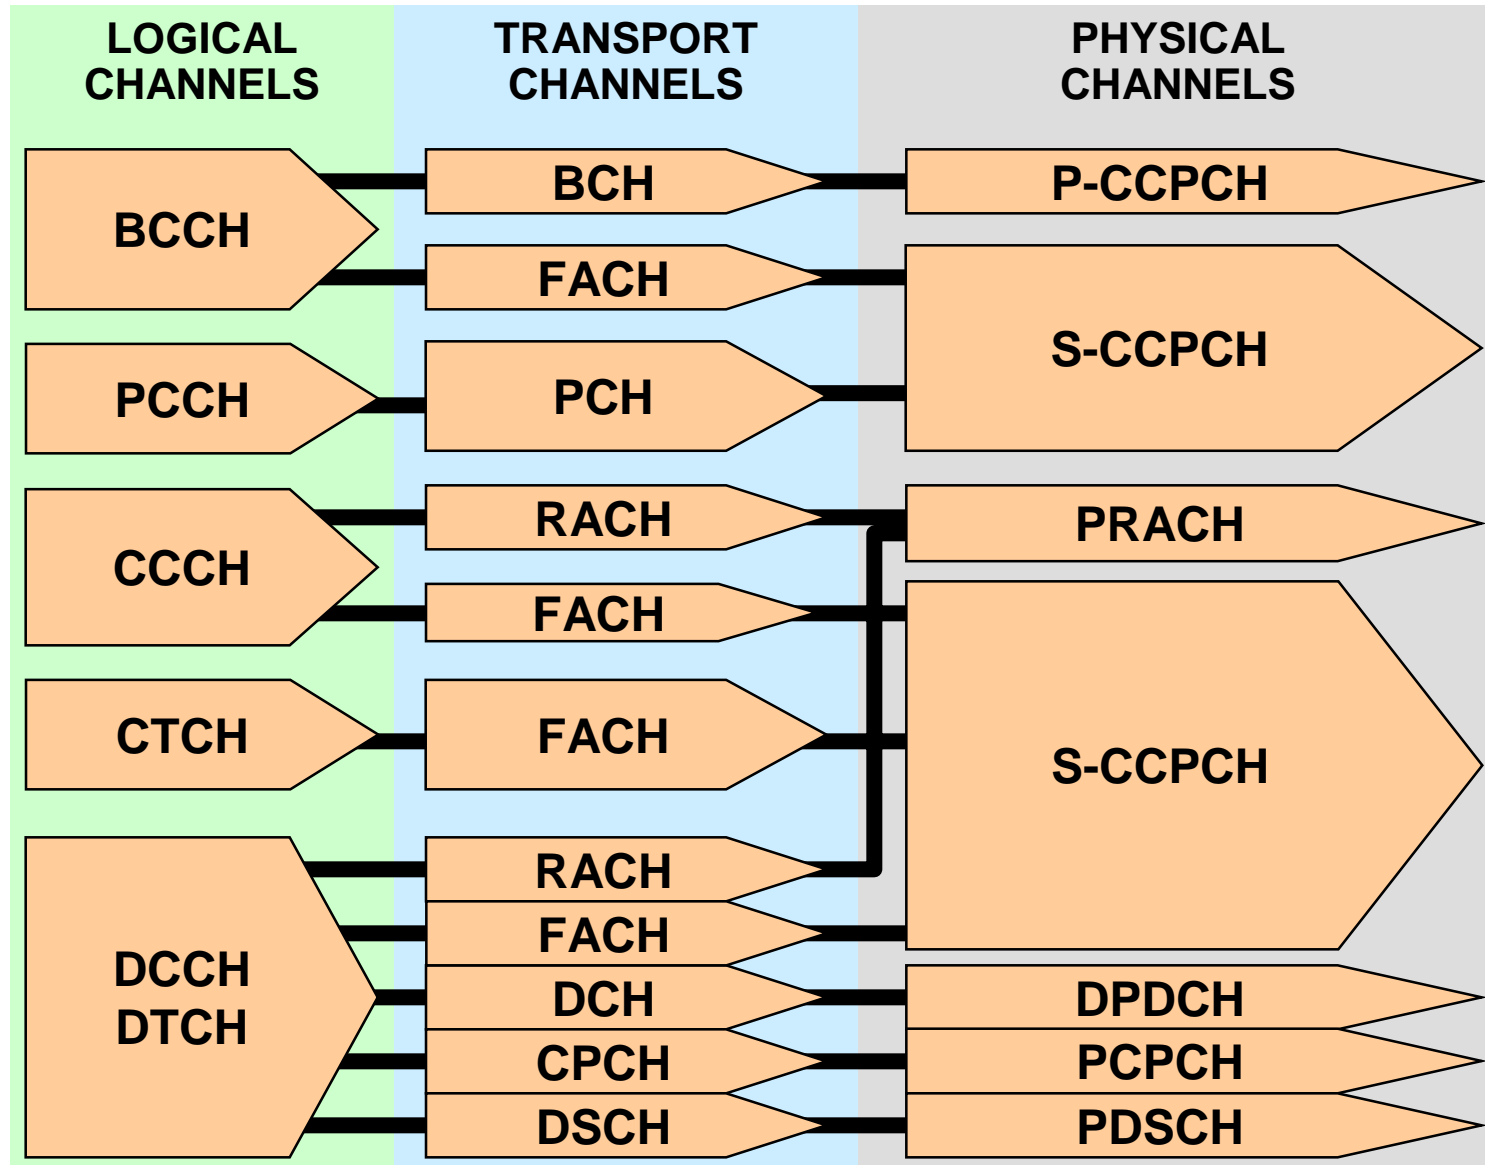 LOGICAL
CHANNELS
TRANSPORT
CHANNELS
PHYSICAL
CHANNELS
BCCH
BCH
P-CCPCH
FACH
S-CCPCH
PCCH
PCH
CCCH
RACH
PRACH
FACH
CTCH
FACH
S-CCPCH
DCCH
DTCH
RACH
FACH
DCH
DPDCH
CPCH
PCPCH
DSCH
PDSCH